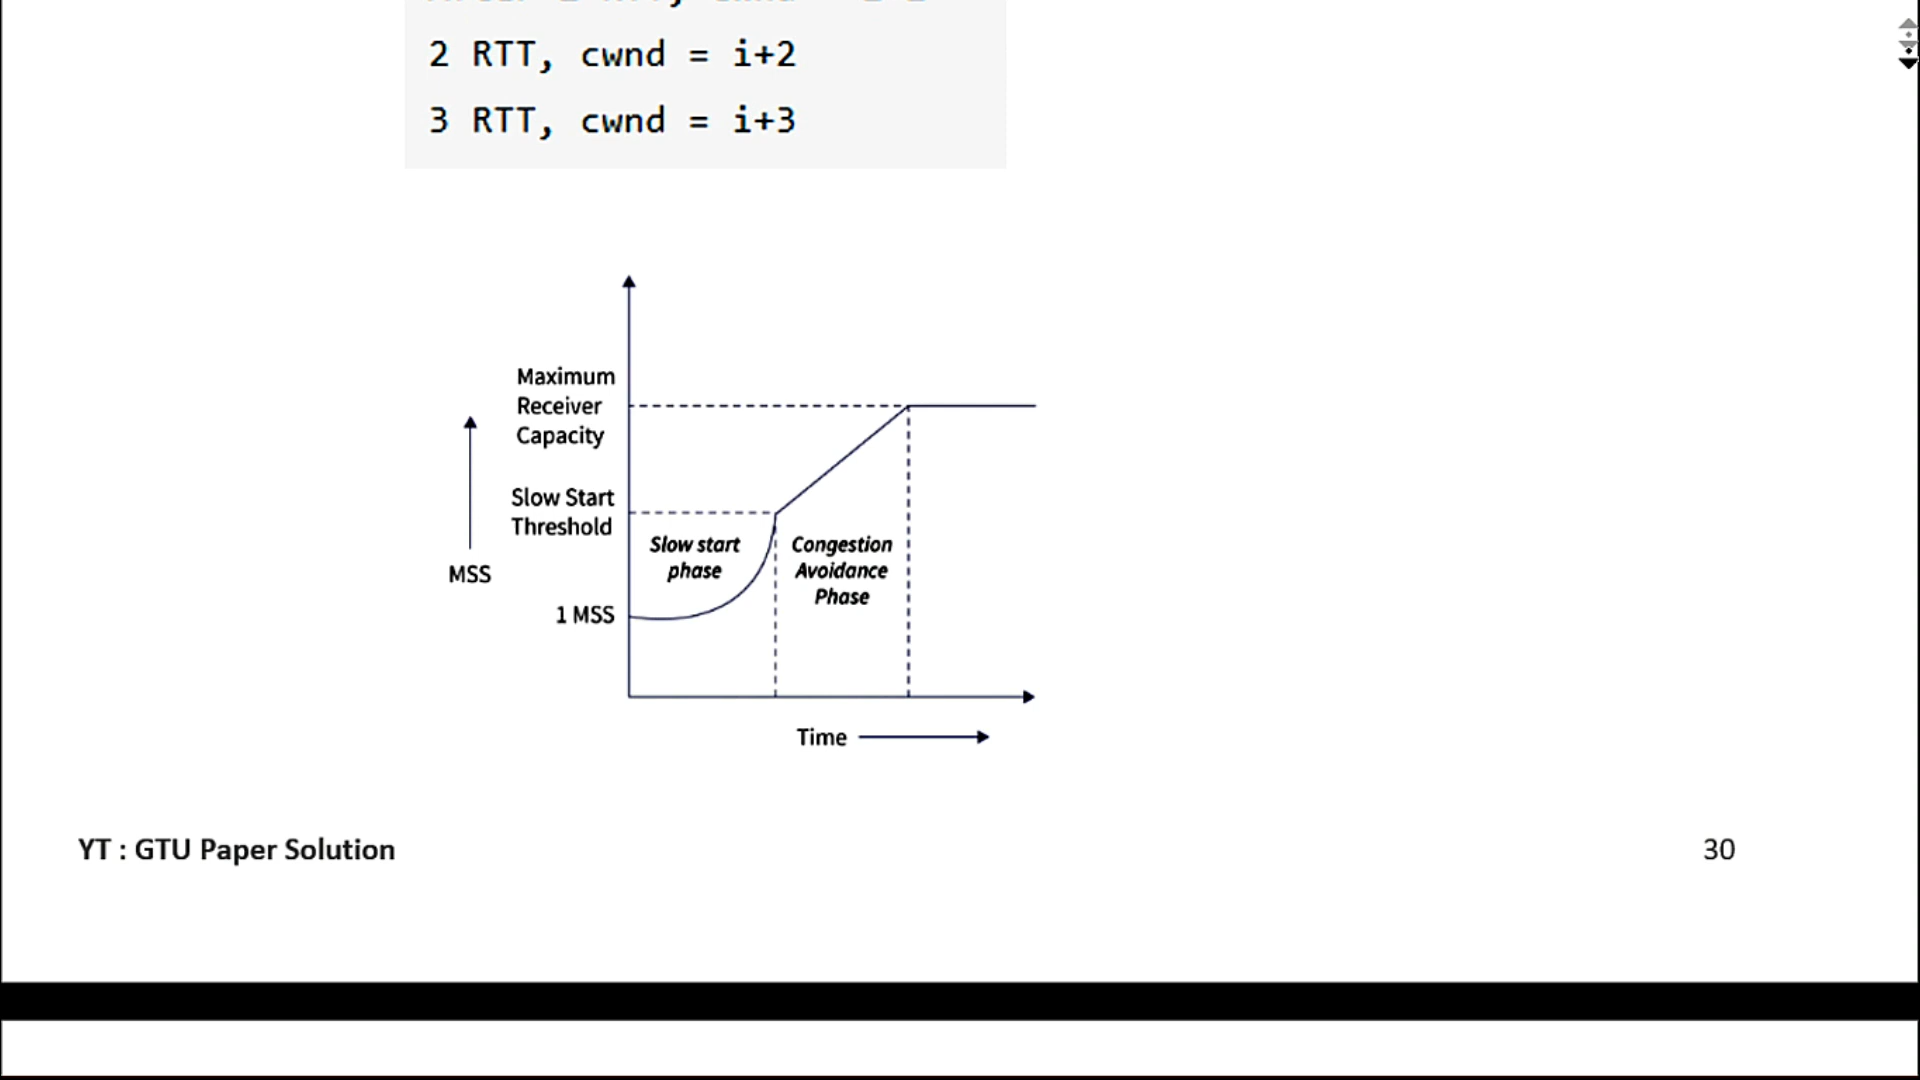 2 RTT, cwnd = i+2
3 RTT, cwnd = i+3
Maximum
Receiver
Capacity
Slow Start
Threshold
Slow start
phase
Congestion
Avoidance
Phase
MSS
1 MSS
Time
YT : GTU Paper Solution
30